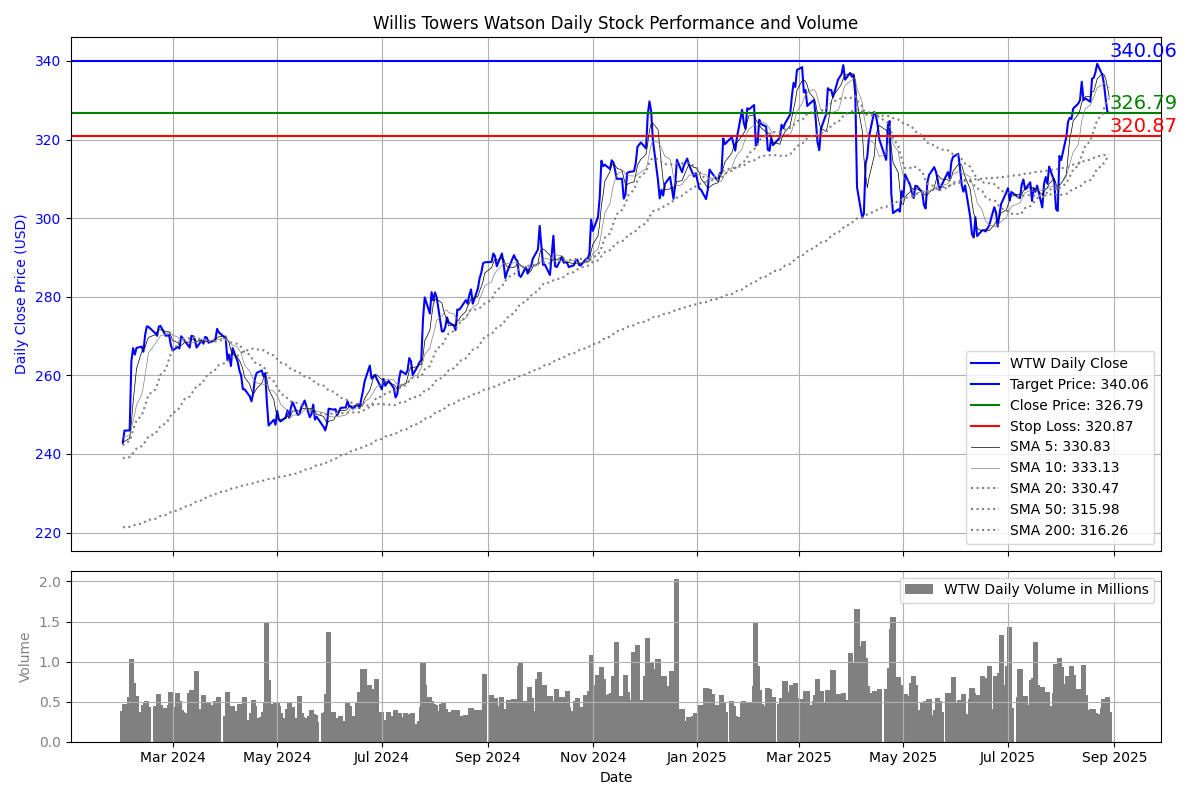 Willis Towers Watson Daily Stock Performance and Volume
Daily Close Price (USD)
340
320
300
280
260
240
220
340.06
326.79
320.87
WTW Daily Close
Target Price: 340.06
Close Price: 326.79
Stop Loss: 320.87
SMA 5: 330.83
SMA 10: 333.13
SMA 20: 330.47
SMA 50: 315.98
SMA 200: 316.26
Volume
2.0
1.5
1.0
0.5
0.0
WTW Daily Volume in Millions
Mar 2024 May 2024 Jul 2024 Sep 2024 Nov 2024 Jan 2025 Mar 2025 May 2025 Jul 2025 Sep 2025
Date